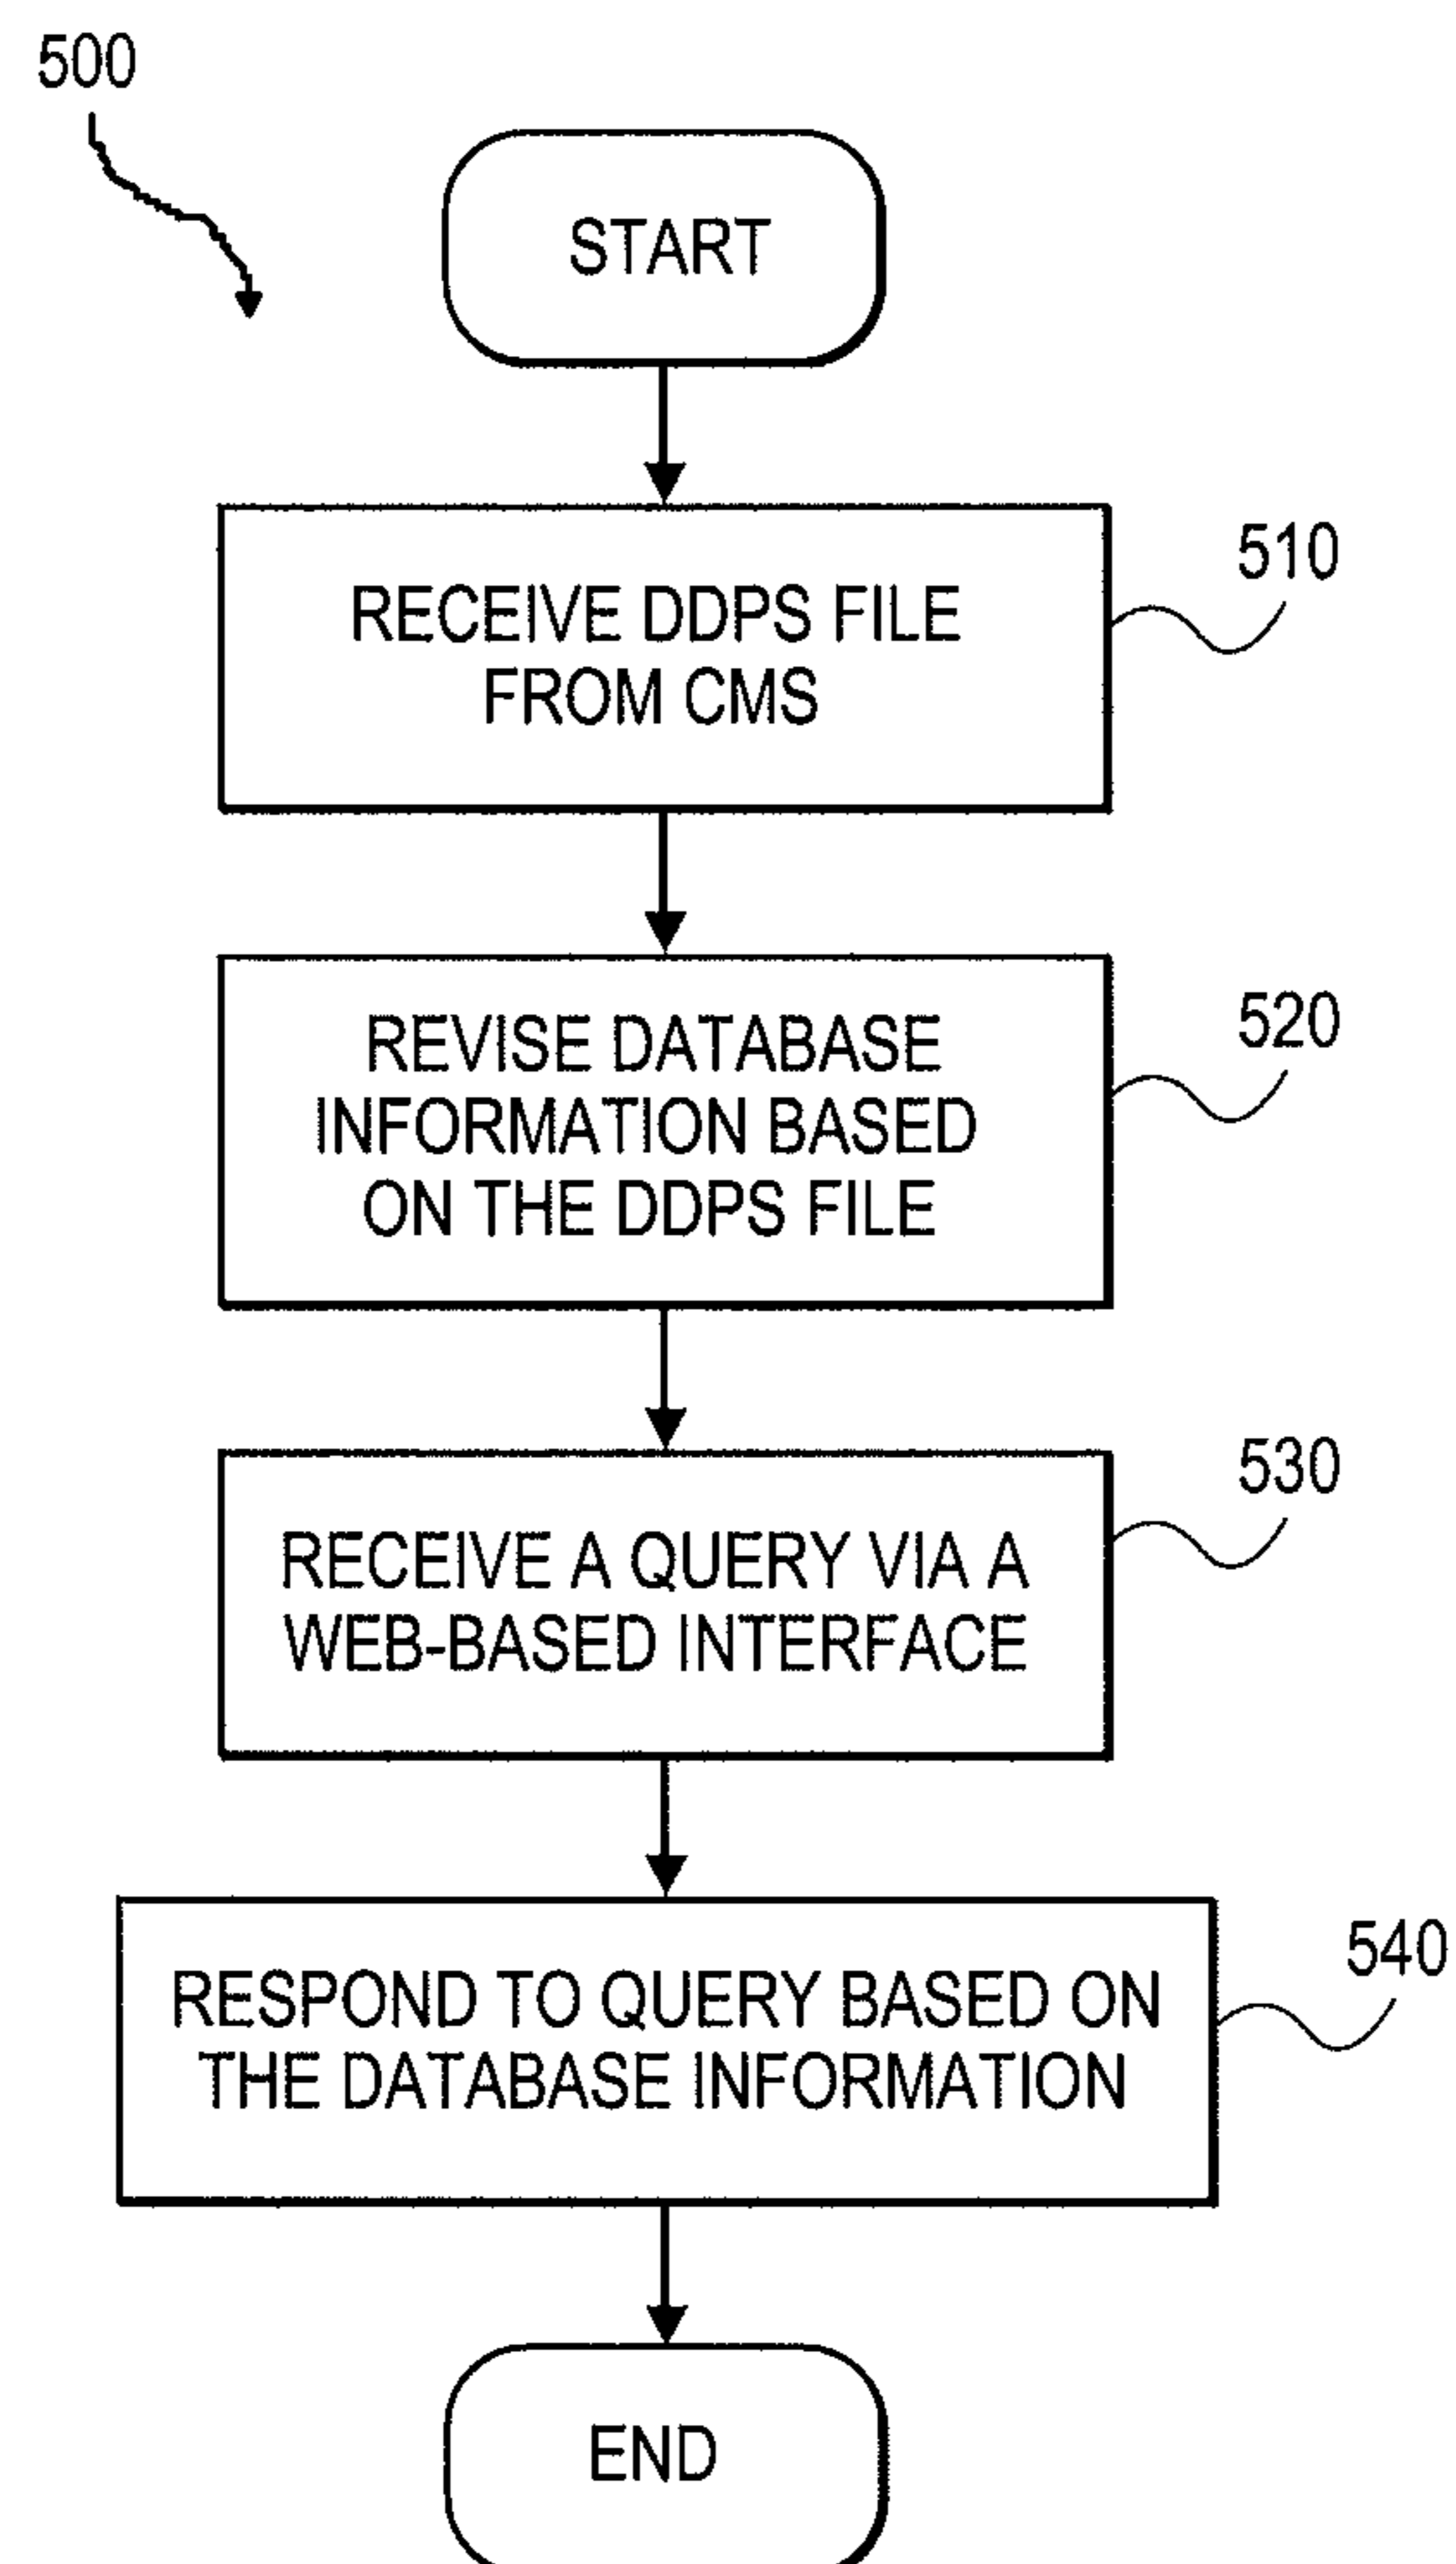 500
START
RECEIVE DDPS FILE
FROM CMS
510
REVISE DATABASE
INFORMATION BASED
ON THE DDPS FILE
520
RECEIVE A QUERY VIA A
WEB-BASED INTERFACE
530
RESPOND TO QUERY BASED ON
THE DATABASE INFORMATION
540
END